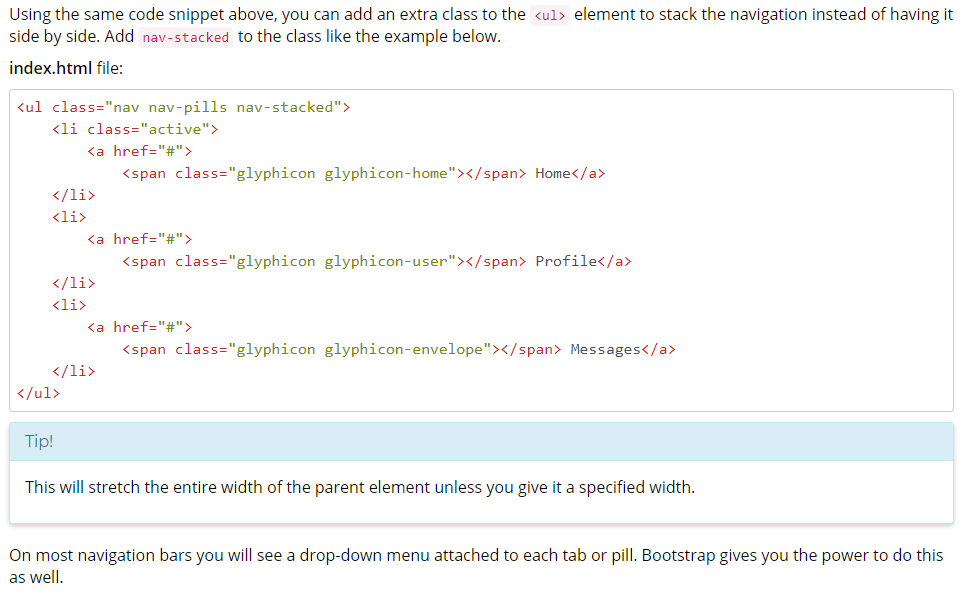 Using the same code snippet above, you can add an extra class to the <ul> element to stack the navigation instead of having it
side by side. Add nav-stacked to the class like the example below.
index.html file:
<ul class="nav nav-pills nav-stacked">
    <li class="active">
        <a href="#">
            <span class="glyphicon glyphicon-home"></span> Home</a>
    </li>
    <li>
        <a href="#">
            <span class="glyphicon glyphicon-user"></span> Profile</a>
    </li>
    <li>
        <a href="#">
            <span class="glyphicon glyphicon-envelope"></span> Messages</a>
    </li>
</ul>
Tip!
This will stretch the entire width of the parent element unless you give it a specified width.
On most navigation bars you will see a drop-down menu attached to each tab or pill. Bootstrap gives you the power to do this
as well.